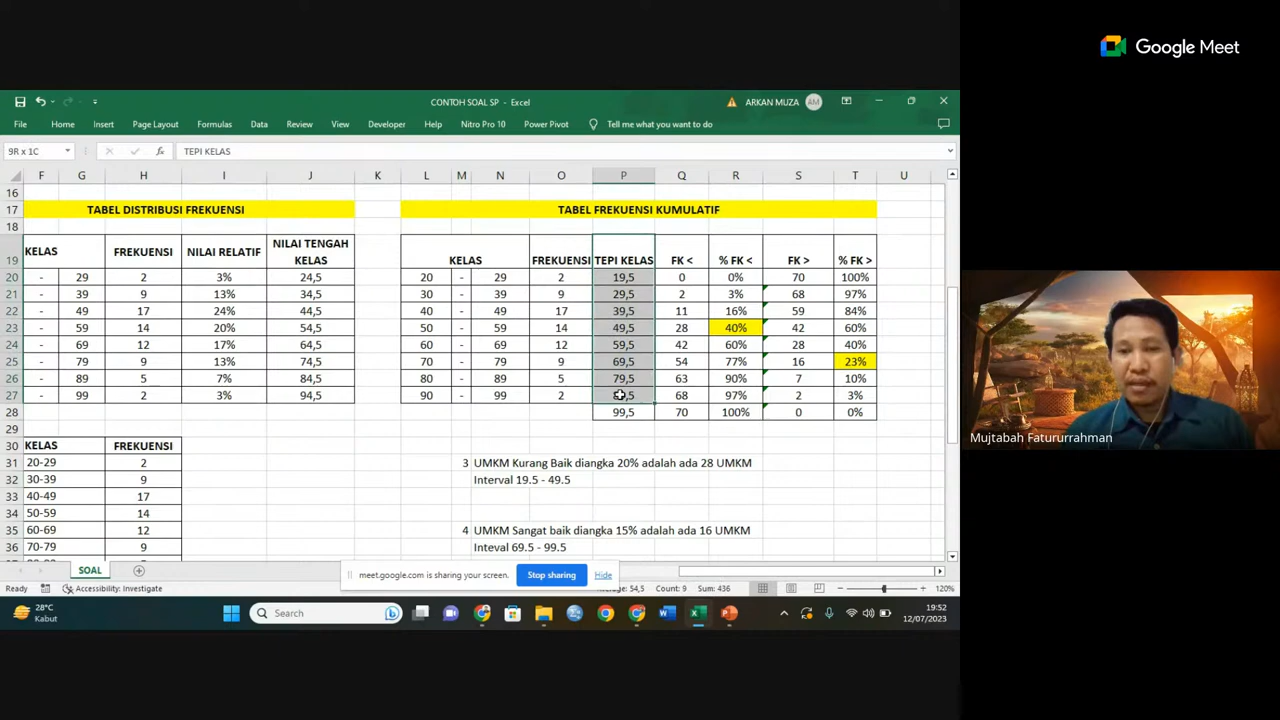 Google Meet
CONTOH SOAL SP - Excel
ARKAN MUZA AM
File Home Insert Page Layout Formulas Data Review View Developer Help Nitro Pro 10 Power Pivot Tell me what you want to do
9R x 1C fx TEPI KELAS
F G H I J K L M N O P Q R S T U
16
17 TABEL DISTRIBUSI FREKUENSI TABEL FREKUENSI KUMULATIF
18
19 KELAS FREKUENSI NILAI RELATIF NILAI TENGAH KELAS KELAS FREKUENSI TEPI KELAS FK < % FK < FK > % FK >
20 - 29 2 3% 24,5 20 - 29 2 19,5 0 0% 70 100%
21 - 39 9 13% 34,5 30 - 39 9 29,5 2 3% 68 97%
22 - 49 17 24% 44,5 40 - 49 17 39,5 11 16% 59 84%
23 - 59 14 20% 54,5 50 - 59 14 49,5 28 40% 42 60%
24 - 69 12 17% 64,5 60 - 69 12 59,5 42 60% 28 40%
25 - 79 9 13% 74,5 70 - 79 9 69,5 54 77% 16 23%
26 - 89 5 7% 84,5 80 - 89 5 79,5 63 90% 7 10%
27 - 99 2 3% 94,5 90 - 99 2 68 97% 2 3%
28 99,5 70 100% 0 0%
29
30 KELAS FREKUENSI
31 20-29 2 3 UMKM Kurang Baik diangka 20% adalah ada 28 UMKM
32 30-39 9 Interval 19.5 - 49.5
33 40-49 17
34 50-59 14
35 60-69 12 4 UMKM Sangat baik diangka 15% adalah ada 16 UMKM
36 70-79 9 Inteval 69.5 - 99.5
SOAL
meet.google.com is sharing your screen. Stop sharing Hide
Ready Accessibility: Investigate Average: 54,5 Count: 9 Sum: 436 120%
28°C
Kabut
Search
19:52
12/07/2023
Mujtabah Fatururrahman